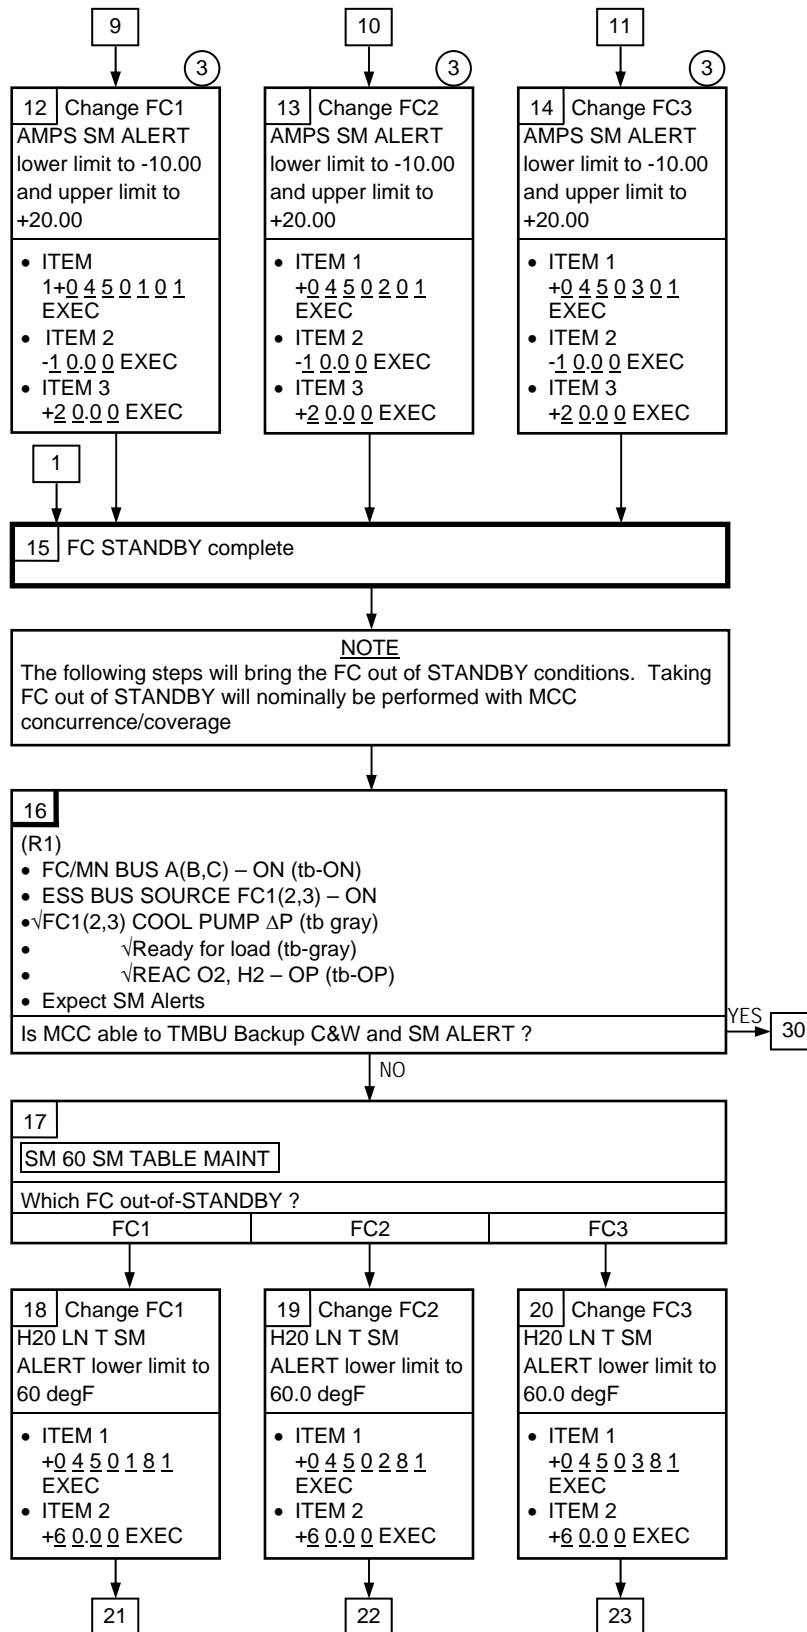 9
10
11
3
3
3
12 Change FC1
AMPS SM ALERT
lower limit to -10.00
and upper limit to
+20.00
• ITEM
1+0 4 5 0 1 0 1
EXEC
• ITEM 2
-1 0.0 0 EXEC
• ITEM 3
+2 0.0 0 EXEC
13 Change FC2
AMPS SM ALERT
lower limit to -10.00
and upper limit to
+20.00
• ITEM 1
+0 4 5 0 2 0 1
EXEC
• ITEM 2
-1 0.0 0 EXEC
• ITEM 3
+2 0.0 0 EXEC
14 Change FC3
AMPS SM ALERT
lower limit to -10.00
and upper limit to
+20.00
• ITEM 1
+0 4 5 0 3 0 1
EXEC
• ITEM 2
-1 0.0 0 EXEC
• ITEM 3
+2 0.0 0 EXEC
1
15 FC STANDBY complete
NOTE
The following steps will bring the FC out of STANDBY conditions. Taking
FC out of STANDBY will nominally be performed with MCC
concurrence/coverage
16
(R1)
• FC/MN BUS A(B,C) – ON (tb-ON)
• ESS BUS SOURCE FC1(2,3) – ON
•√FC1(2,3) COOL PUMP ∆P (tb gray)
• √Ready for load (tb-gray)
• √REAC O2, H2 – OP (tb-OP)
• Expect SM Alerts
Is MCC able to TMBU Backup C&W and SM ALERT ?
YES
30
NO
17
SM 60 SM TABLE MAINT
Which FC out-of-STANDBY ?
FC1 FC2 FC3
18 Change FC1
H20 LN T SM
ALERT lower limit to
60 degF
• ITEM 1
+0 4 5 0 1 8 1
EXEC
• ITEM 2
+6 0.0 0 EXEC
19 Change FC2
H20 LN T SM
ALERT lower limit to
60.0 degF
• ITEM 1
+0 4 5 0 2 8 1
EXEC
• ITEM 2
+6 0.0 0 EXEC
20 Change FC3
H20 LN T SM
ALERT lower limit to
60.0 degF
• ITEM 1
+0 4 5 0 3 8 1
EXEC
• ITEM 2
+6 0.0 0 EXEC
21
22
23